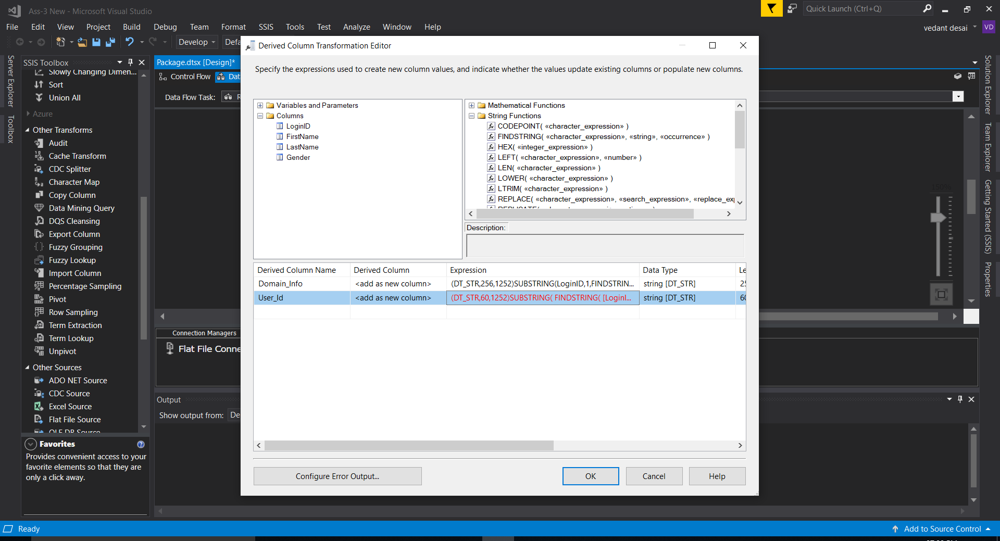 Ass-3 New - Microsoft Visual Studio
Quick Launch (Ctrl+Q)
File Edit View Project Build Debug Team Format SSIS Tools Test Analyze Window Help
vedant desai
VD
Develop
Defa
Server Explorer
Toolbox
SSIS Toolbox
Slowly Changing Dimen...
Sort
Union All
Azure
Other Transforms
Audit
Cache Transform
CDC Splitter
Character Map
Copy Column
Data Mining Query
DQS Cleansing
Export Column
Fuzzy Grouping
Fuzzy Lookup
Import Column
Percentage Sampling
Pivot
Row Sampling
Term Extraction
Term Lookup
Unpivot
Other Sources
ADO NET Source
CDC Source
Excel Source
Flat File Source
OLE DB Source
Favorites
Provides convenient access to your
favorite elements so that they are
only a click away.
Package.dtsx [Design]*
Control Flow
Dat
Data Flow Task:
R
Connection Managers
Flat File Conne
Output
Show output from: De
Derived Column Transformation Editor
Specify the expressions used to create new column values, and indicate whether the values update existing columns or populate new columns.
Variables and Parameters
Columns
LoginID
FirstName
LastName
Gender
Mathematical Functions
String Functions
CODEPOINT( «character_expression» )
FINDSTRING( «character_expression», «string», «occurrence» )
HEX( «integer_expression» )
LEFT( «character_expression», «number» )
LEN( «character_expression» )
LOWER( «character_expression» )
LTRIM( «character_expression» )
REPLACE( «character_expression», «search_expression», «replace_exp
Description:
Derived Column Name Derived Column Expression Data Type Le
Domain_Info <add as new column> (DT_STR,256,1252)SUBSTRING(LoginID,1,FINDSTRIN... string [DT_STR] 25
User_Id <add as new column> (DT_STR,60,1252)SUBSTRING( FINDSTRING( [LoginI... string [DT_STR] 60
Configure Error Output...
OK
Cancel
Help
150%
Solution Explorer
Team Explorer
Getting Started (SSIS)
Properties
Ready
Add to Source Control